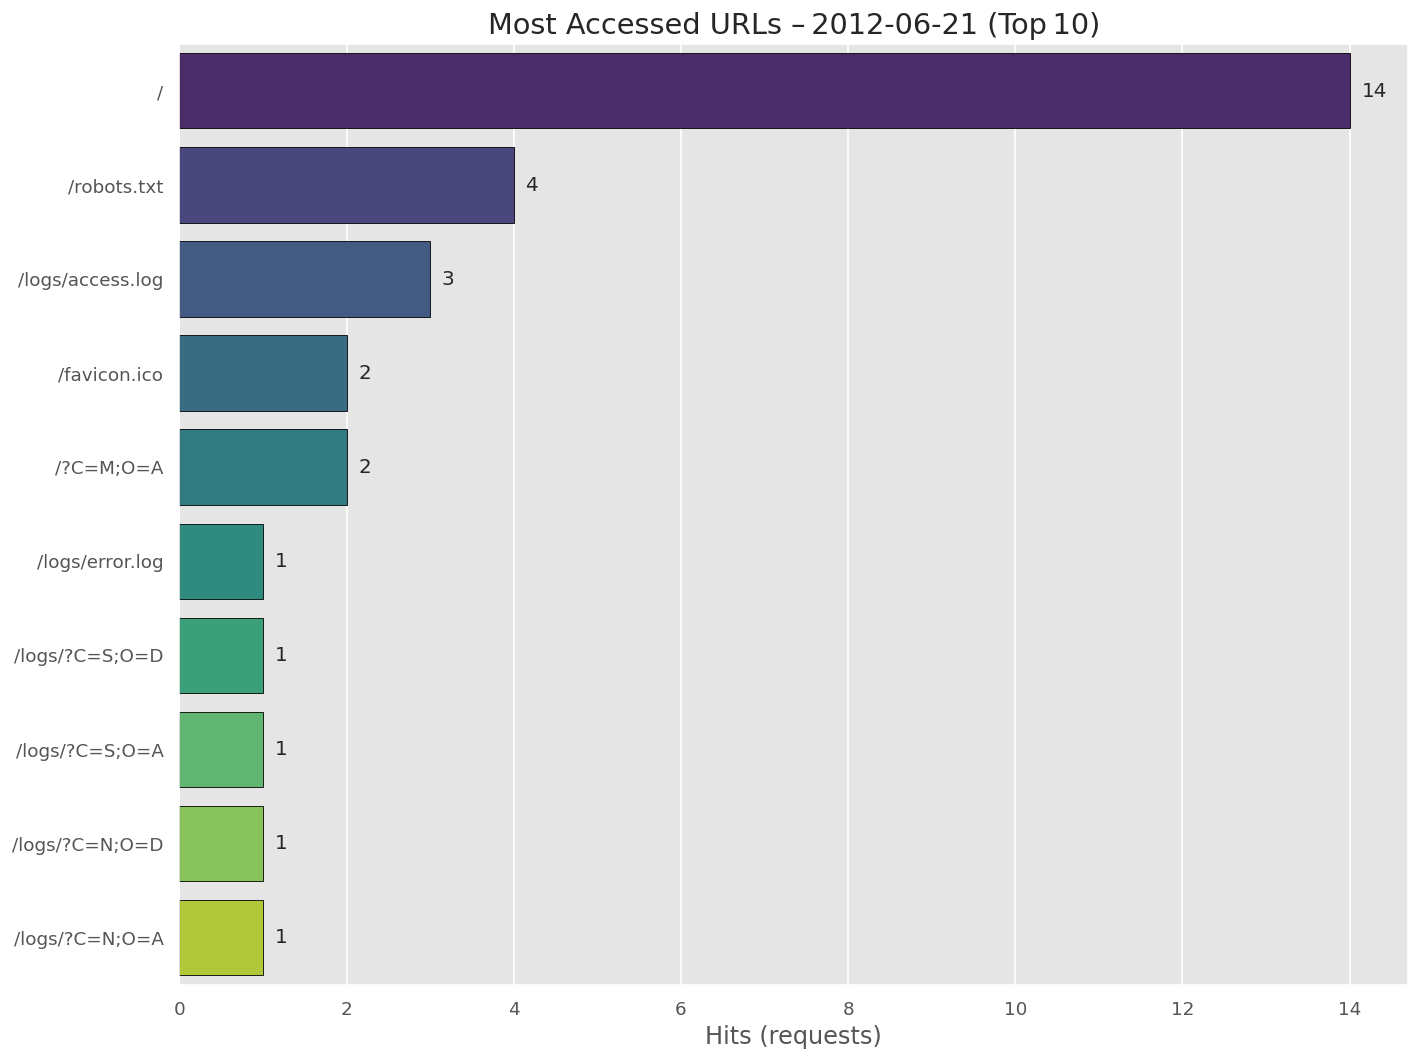 Most Accessed URLs – 2012-06-21 (Top 10)
/ 14
/robots.txt 4
/logs/access.log 3
/favicon.ico 2
/?C=M;O=A 2
/logs/error.log 1
/logs/?C=S;O=D 1
/logs/?C=S;O=A 1
/logs/?C=N;O=D 1
/logs/?C=N;O=A 1
0 2 4 6 8 10 12 14
Hits (requests)